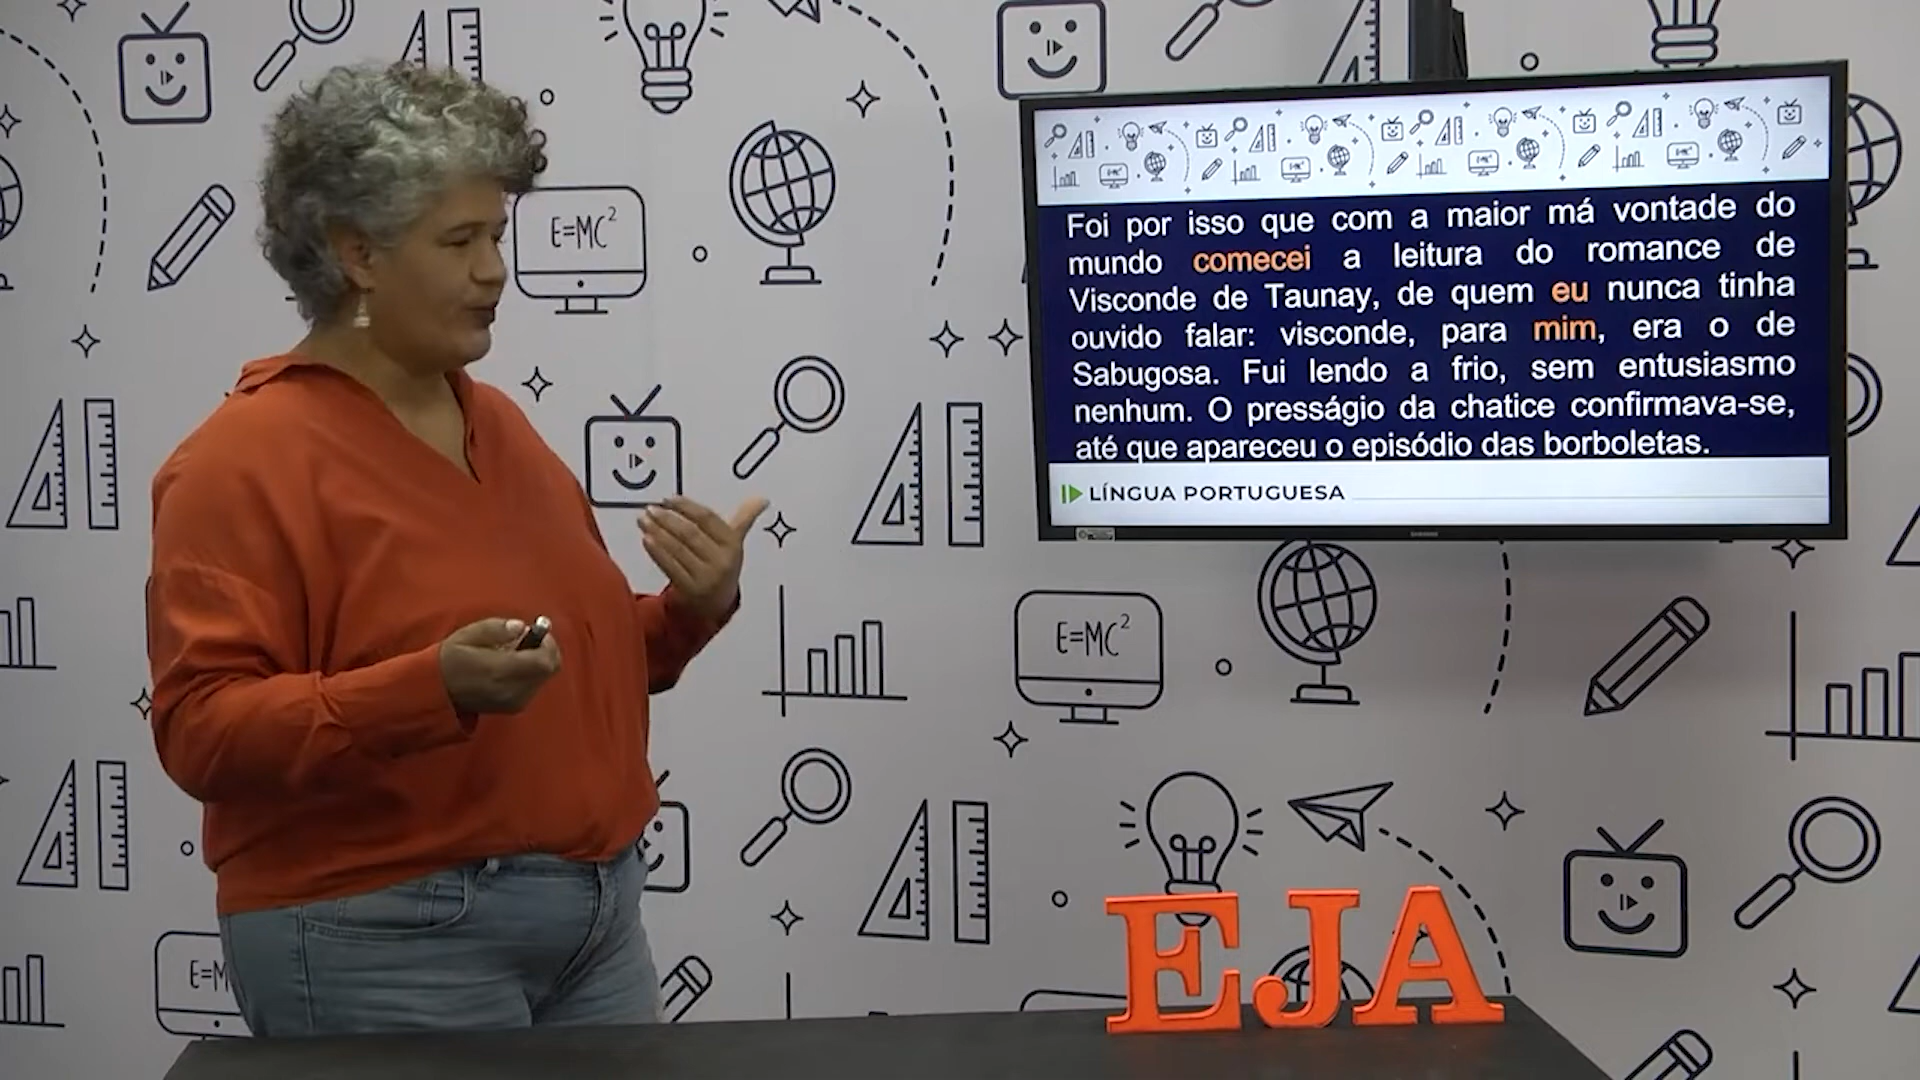 E=MC²
Foi por isso que com a maior má vontade do
mundo comecei a leitura do romance de
Visconde de Taunay, de quem eu nunca tinha
ouvido falar: visconde, para mim, era o de
Sabugosa. Fui lendo a frio, sem entusiasmo
nenhum. O presságio da chatice confirmava-se,
até que apareceu o episódio das borboletas.
LÍNGUA PORTUGUESA
SAMSUNG
E=MC²
E=M
EJA